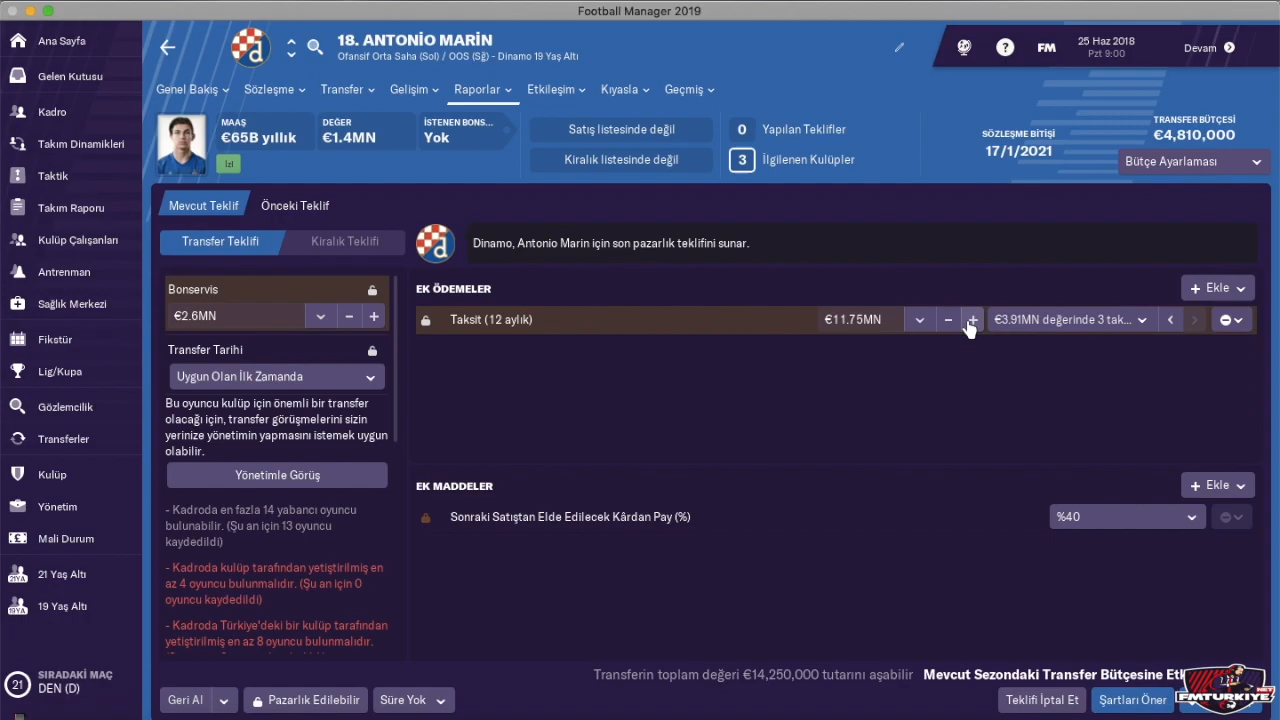 Football Manager 2019
Ana Sayfa
Gelen Kutusu
Kadro
Takım Dinamikleri
Taktik
Takım Raporu
Kulüp Çalışanları
Antrenman
Sağlık Merkezi
Fikstür
Lig/Kupa
Gözlemcilik
Transferler
Kulüp
Yönetim
Mali Durum
21YA
21 Yaş Altı
19YA
19 Yaş Altı
21
SIRADAKİ MAÇ
DEN (D)
18. ANTONİO MARİN
Ofansif Orta Saha (Sol) / OOS (Sğ) - Dinamo 19 Yaş Altı
?
FM
25 Haz 2018
Pzt 9:00
Devam
Genel Bakış
Sözleşme
Transfer
Gelişim
Raporlar
Etkileşim
Kıyasla
Geçmiş
MAAŞ
€65B yıllık
DEĞER
€1.4MN
İSTENEN BONS...
Yok
İzl
Satış listesinde değil
Kiralık listesinde değil
0 Yapılan Teklifler
3 İlgilenen Kulüpler
SÖZLEŞME BİTİŞİ
17/1/2021
TRANSFER BÜTÇESİ
€4,810,000
Bütçe Ayarlaması
Mevcut Teklif
Önceki Teklif
Transfer Teklifi
Kiralık Teklifi
Dinamo, Antonio Marin için son pazarlık teklifini sunar.
Bonservis
€2.6MN
Transfer Tarihi
Uygun Olan İlk Zamanda
Bu oyuncu kulüp için önemli bir transfer
olacağı için, transfer görüşmelerini sizin
yerinize yönetimin yapmasını istemek uygun
olabilir.
Yönetimle Görüş
- Kadroda en fazla 14 yabancı oyuncu
bulunabilir. (Şu an için 13 oyuncu
kaydedildi)
- Kadroda kulüp tarafından yetiştirilmiş en
az 4 oyuncu bulunmalıdır. (Şu an için 0
oyuncu kaydedildi)
- Kadroda Türkiye'deki bir kulüp tarafından
yetiştirilmiş en az 8 oyuncu bulunmalıdır.
EK ÖDEMELER
+ Ekle
Taksit (12 aylık)
€11.75MN
€3.91MN değerinde 3 tak...
EK MADDELER
+ Ekle
Sonraki Satıştan Elde Edilecek Kârdan Pay (%)
%40
Transferin toplam değeri €14,250,000 tutarını aşabilir
Mevcut Sezondaki Transfer Bütçesine Etk
Geri Al
Pazarlık Edilebilir
Süre Yok
Teklifi İptal Et
Şartları Öner
FMTURKIYE.NET